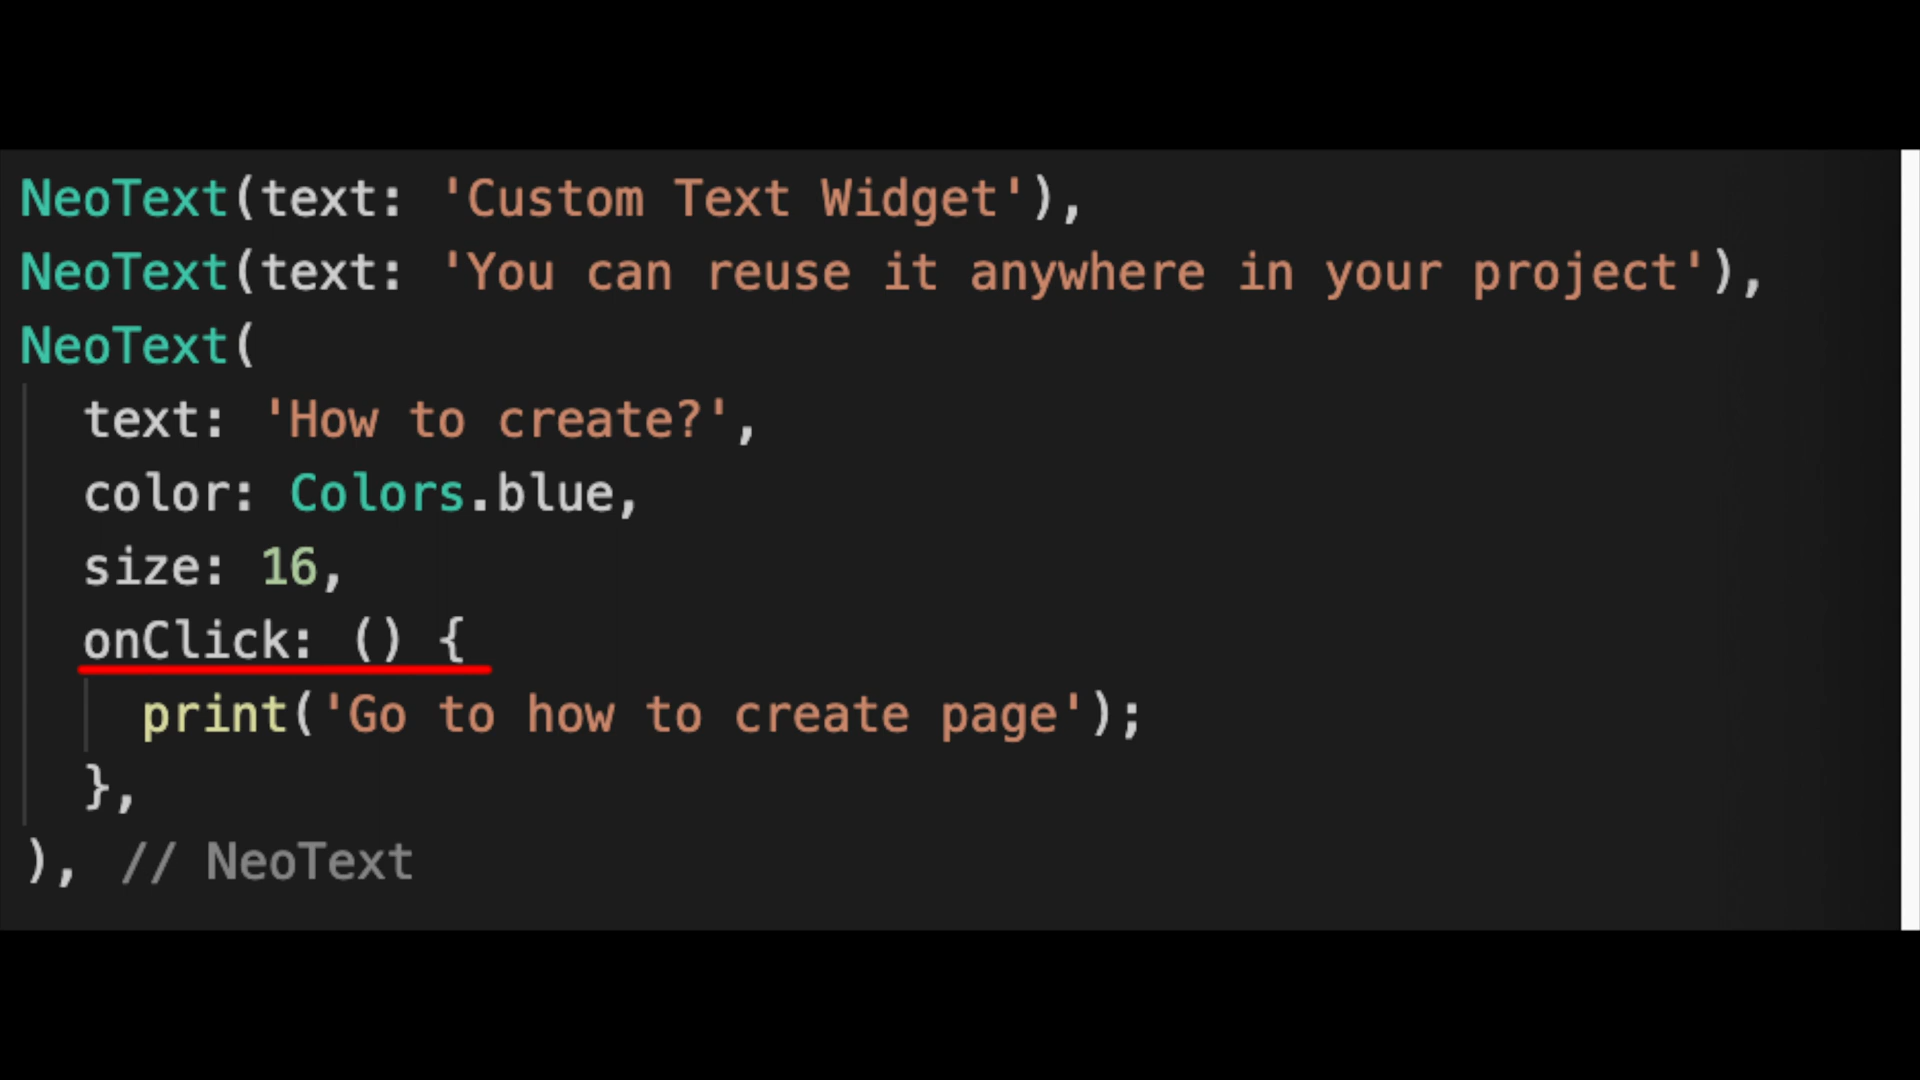 NeoText(text: 'Custom Text Widget'),
NeoText(text: 'You can reuse it anywhere in your project'),
NeoText(
text: 'How to create?',
color: Colors.blue,
size: 16,
onClick: () {
print('Go to how to create page');
},
), // NeoText